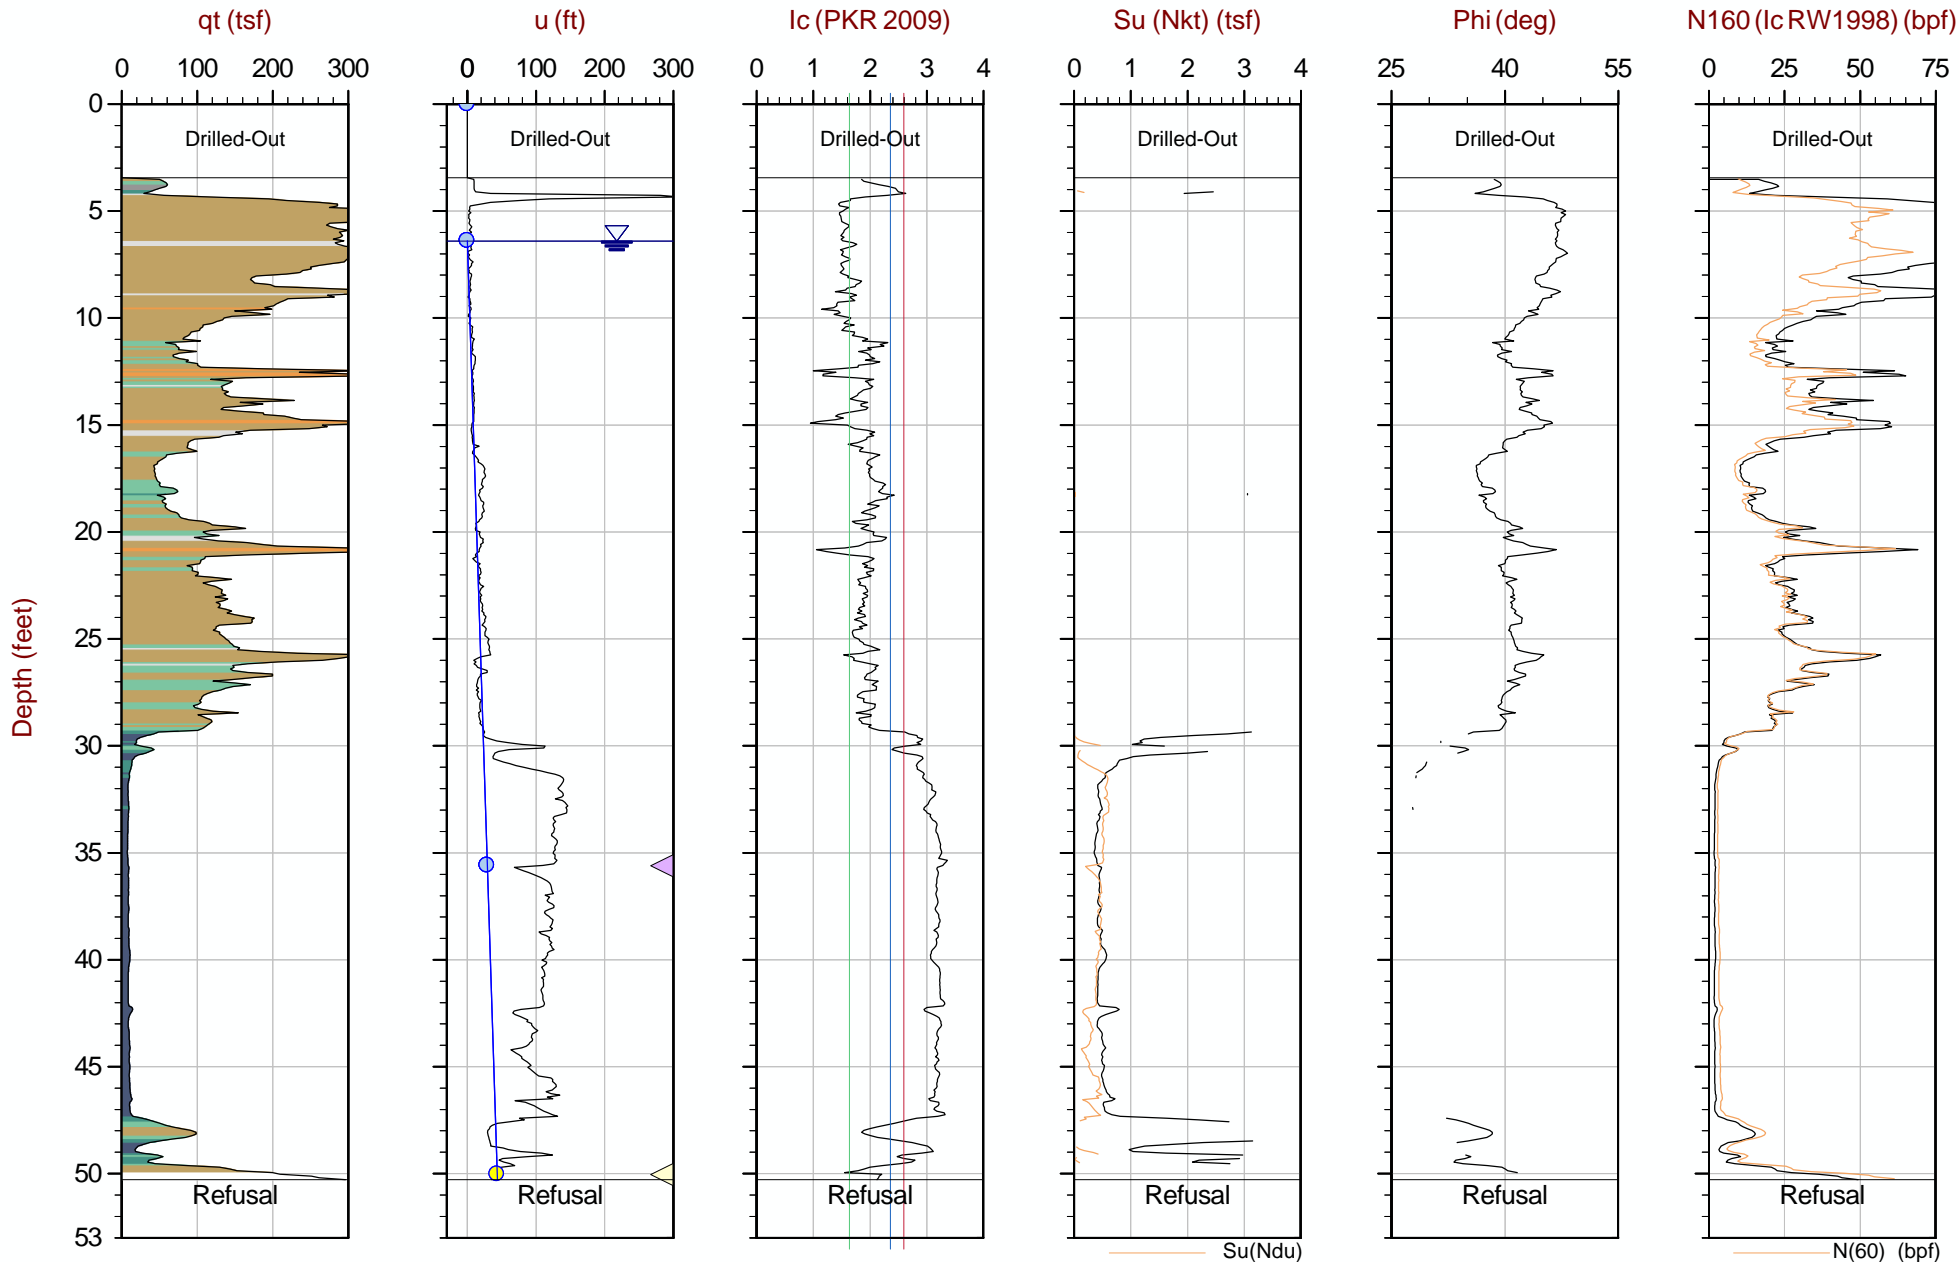 qt (tsf) u (ft) Ic (PKR 2009) Su (Nkt) (tsf) Phi (deg) N160 (Ic RW1998) (bpf)
0 100 200 300 0 100 200 300 0 1 2 3 4 0 1 2 3 4 25 40 55 0 25 50 75
0
Drilled-Out Drilled-Out Drilled-Out Drilled-Out Drilled-Out Drilled-Out
5
10
15
20
25
Depth (feet)
30
35
40
45
50
Refusal Refusal Refusal Refusal Refusal Refusal
53
Su(Ndu) N(60) (bpf)